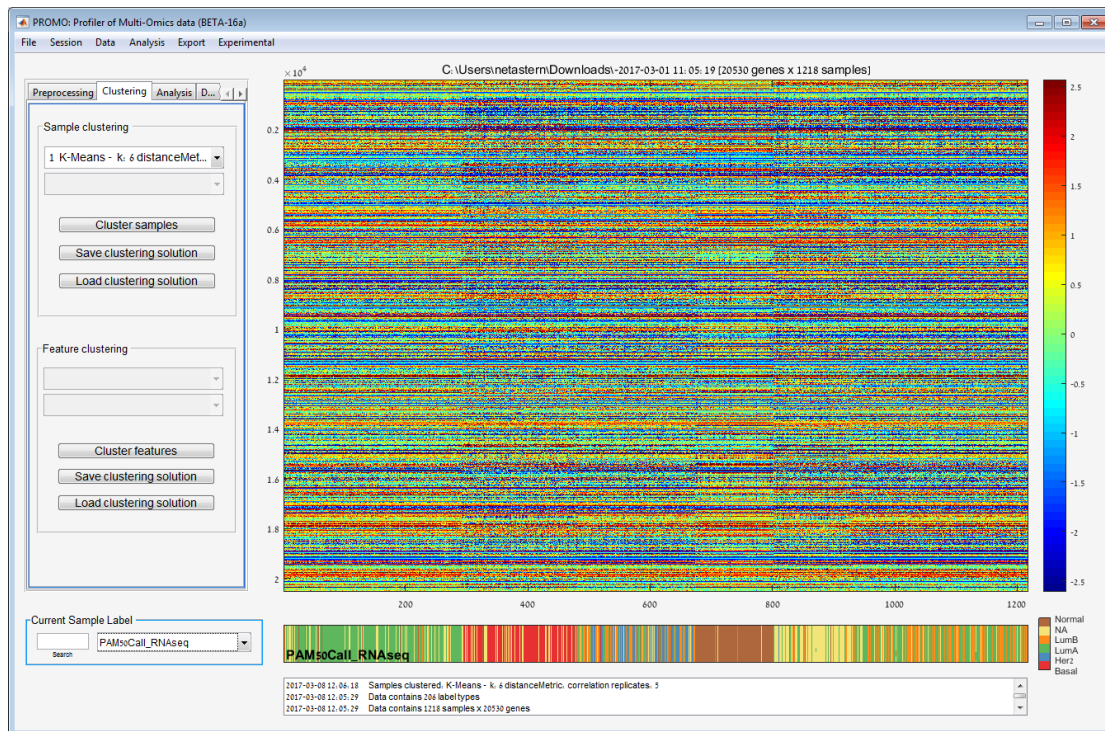 PROMO: Profiler of Multi-Omics data (BETA-16a)
File Session Data Analysis Export Experimental
Preprocessing Clustering Analysis D...
Sample clustering
1 K-Means - k: 6 distanceMet...
Cluster samples
Save clustering solution
Load clustering solution
Feature clustering
Cluster features
Save clustering solution
Load clustering solution
Current Sample Label
Search
PAM50Call_RNAseq
C:\Users\netastern\Downloads\-2017-03-01 11:05:19 [20530 genes x 1218 samples]
×10⁴
0.2
0.4
0.6
0.8
1
1.2
1.4
1.6
1.8
2
200 400 600 800 1000 1200
2.5
2
1.5
1
0.5
0
-0.5
-1
-1.5
-2
-2.5
PAM50Call_RNAseq
Normal
NA
LumB
LumA
Her2
Basal
2017-03-08 12:06:18 Samples clustered: K-Means - k: 6 distanceMetric: correlation replicates: 5
2017-03-08 12:05:29 Data contains 206 label types
2017-03-08 12:05:29 Data contains 1218 samples x 20530 genes